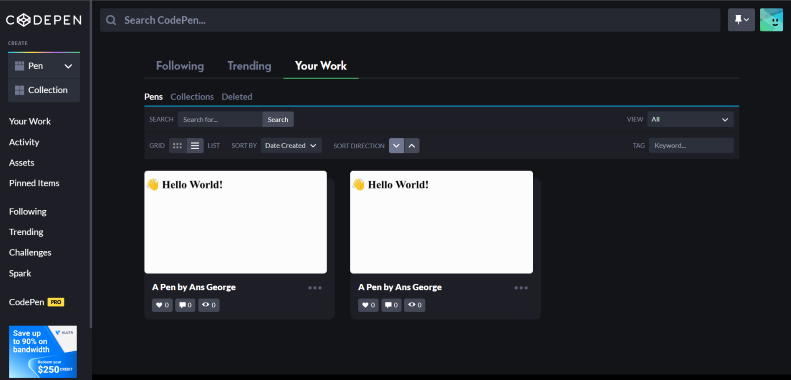 CODEPEN
Search CodePen...
CREATE
Pen
Collection
Your Work
Activity
Assets
Pinned Items
Following
Trending
Challenges
Spark
CodePen PRO
Save up
to 90% on
bandwidth
VULTR
Redeem your
$250 CREDIT
Following Trending Your Work
Pens Collections Deleted
SEARCH Search for... Search VIEW All
GRID LIST SORT BY Date Created SORT DIRECTION TAG Keyword...
👋 Hello World!
A Pen by Ans George
0 0 0
👋 Hello World!
A Pen by Ans George
0 0 0